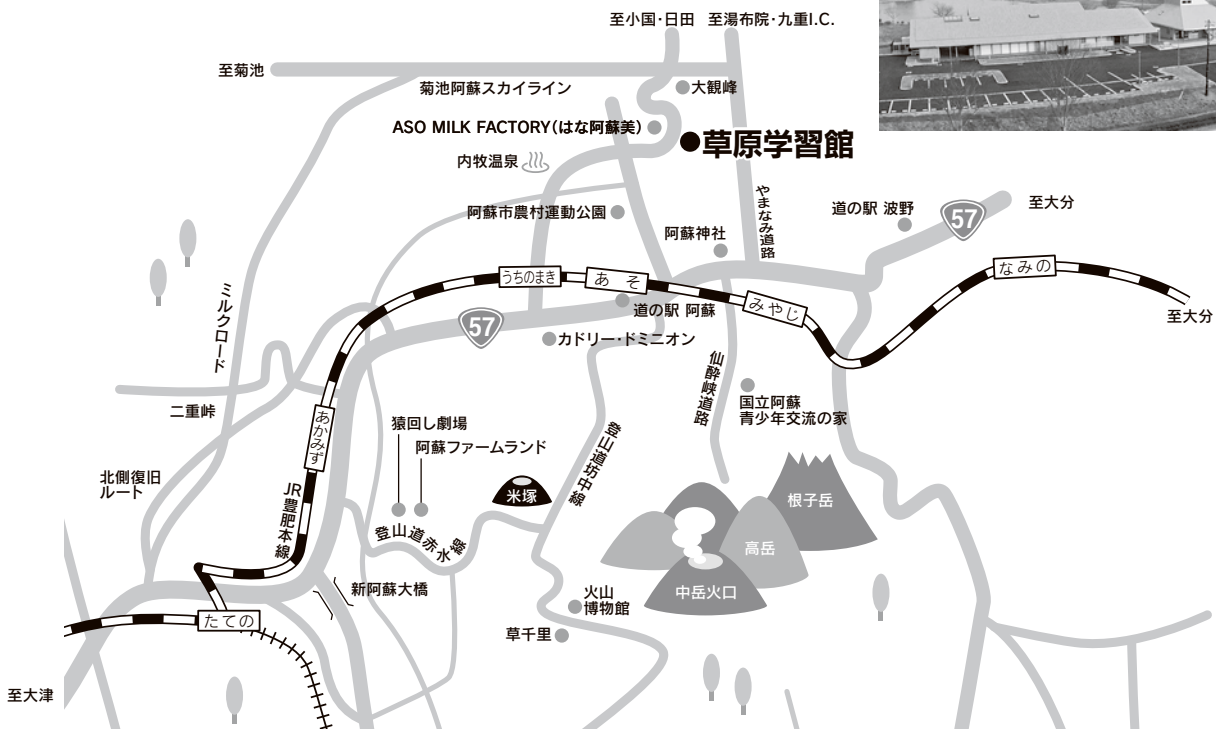 至小国・日田
至湯布院・九重I.C.
至菊池
菊池阿蘇スカイライン
大観峰
ASO MILK FACTORY(はな阿蘇美)
草原学習館
内牧温泉
やまなみ道路
阿蘇市農村運動公園
道の駅 波野
57
至大分
阿蘇神社
うちのまき
あそ
なみの
みやじ
至大分
道の駅 阿蘇
ミルクロード
57
カドリー・ドミニオン
仙酔峡道路
二重峠
国立阿蘇
青少年交流の家
あかみず
猿回し劇場
阿蘇ファームランド
登山道坊中線
北側復旧
ルート
JR豊肥本線
米塚
根子岳
登山道赤水線
高岳
中岳火口
新阿蘇大橋
火山
博物館
たての
草千里
至大津